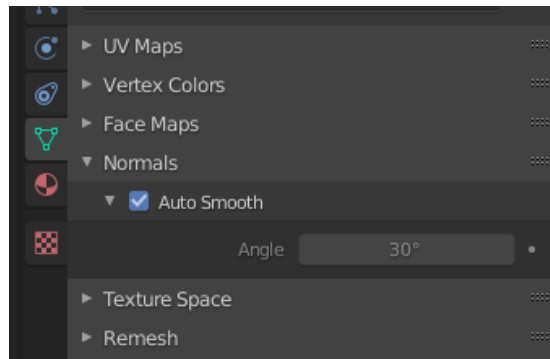 UV Maps
Vertex Colors
Face Maps
Normals
Auto Smooth
Angle 30°
Texture Space
Remesh